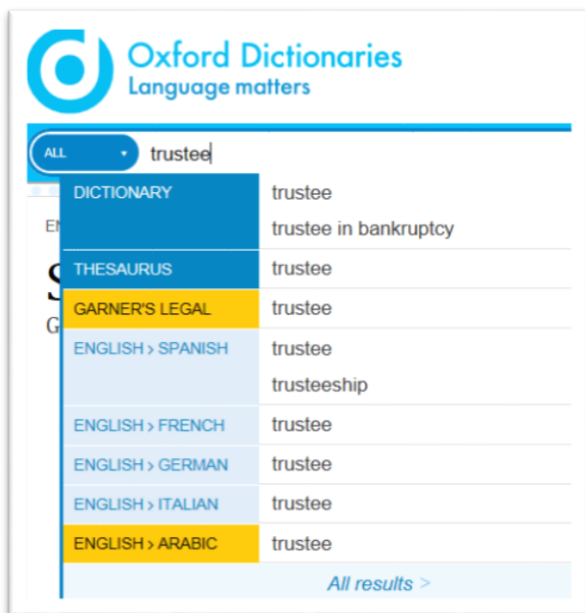 Oxford Dictionaries
Language matters
ALL trustee
DICTIONARY trustee
trustee in bankruptcy
THESAURUS trustee
GARNER'S LEGAL trustee
ENGLISH > SPANISH trustee
trusteeship
ENGLISH > FRENCH trustee
ENGLISH > GERMAN trustee
ENGLISH > ITALIAN trustee
ENGLISH > ARABIC trustee
All results >